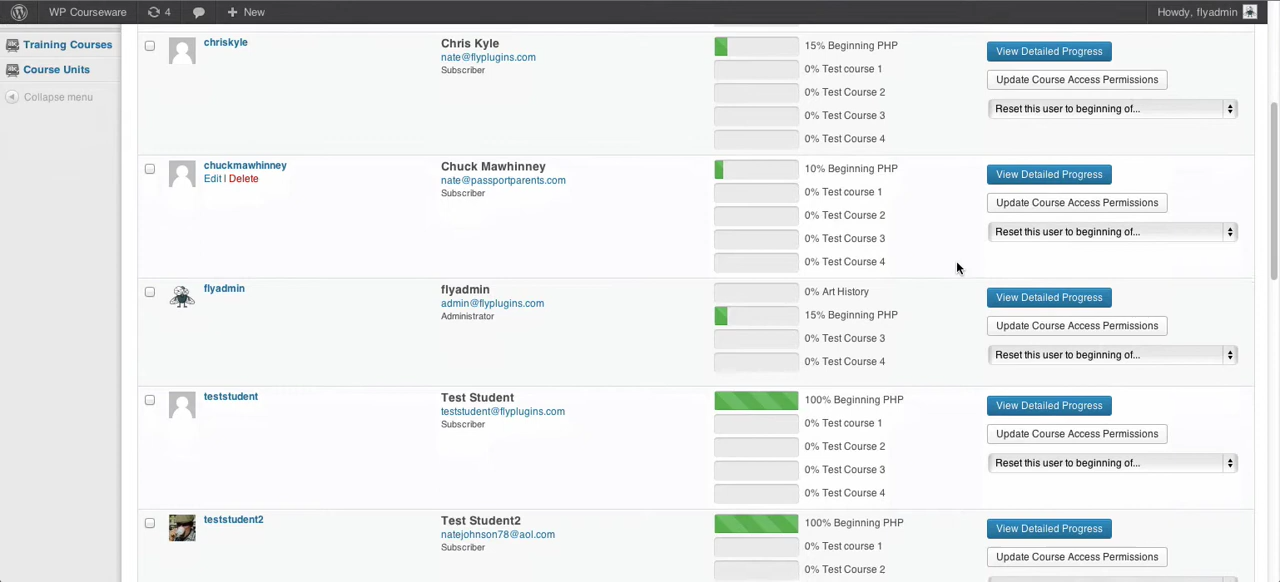 WP Courseware 4 New Howdy, flyadmin
Training Courses
Course Units
Collapse menu
chriskyle
Chris Kyle
nate@flyplugins.com
Subscriber
15% Beginning PHP
0% Test course 1
0% Test Course 2
0% Test Course 3
0% Test Course 4
View Detailed Progress
Update Course Access Permissions
Reset this user to beginning of...
chuckmawhinney
Edit | Delete
Chuck Mawhinney
nate@passportparents.com
Subscriber
10% Beginning PHP
0% Test course 1
0% Test Course 2
0% Test Course 3
0% Test Course 4
View Detailed Progress
Update Course Access Permissions
Reset this user to beginning of...
flyadmin
flyadmin
admin@flyplugins.com
Administrator
0% Art History
15% Beginning PHP
0% Test Course 3
0% Test Course 4
View Detailed Progress
Update Course Access Permissions
Reset this user to beginning of...
teststudent
Test Student
teststudent@flyplugins.com
Subscriber
100% Beginning PHP
0% Test course 1
0% Test Course 2
0% Test Course 3
0% Test Course 4
View Detailed Progress
Update Course Access Permissions
Reset this user to beginning of...
teststudent2
Test Student2
natejohnson78@aol.com
Subscriber
100% Beginning PHP
0% Test course 1
0% Test Course 2
View Detailed Progress
Update Course Access Permissions